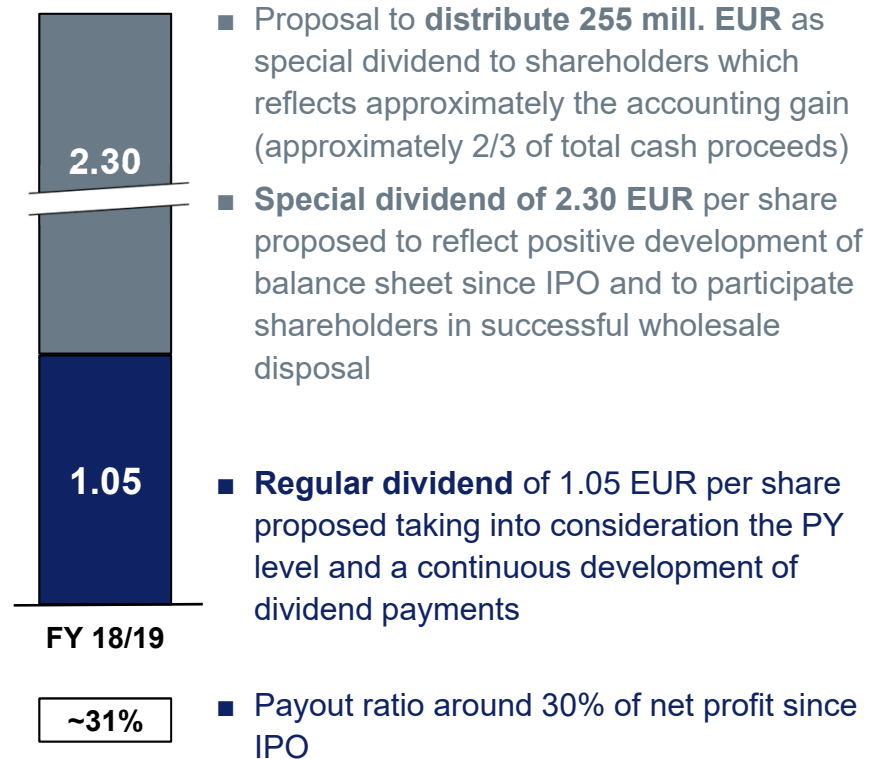 2.30
1.05
FY 18/19
~31%
■ Proposal to distribute 255 mill. EUR as
special dividend to shareholders which
reflects approximately the accounting gain
(approximately 2/3 of total cash proceeds)
■ Special dividend of 2.30 EUR per share
proposed to reflect positive development of
balance sheet since IPO and to participate
shareholders in successful wholesale
disposal
■ Regular dividend of 1.05 EUR per share
proposed taking into consideration the PY
level and a continuous development of
dividend payments
■ Payout ratio around 30% of net profit since
IPO